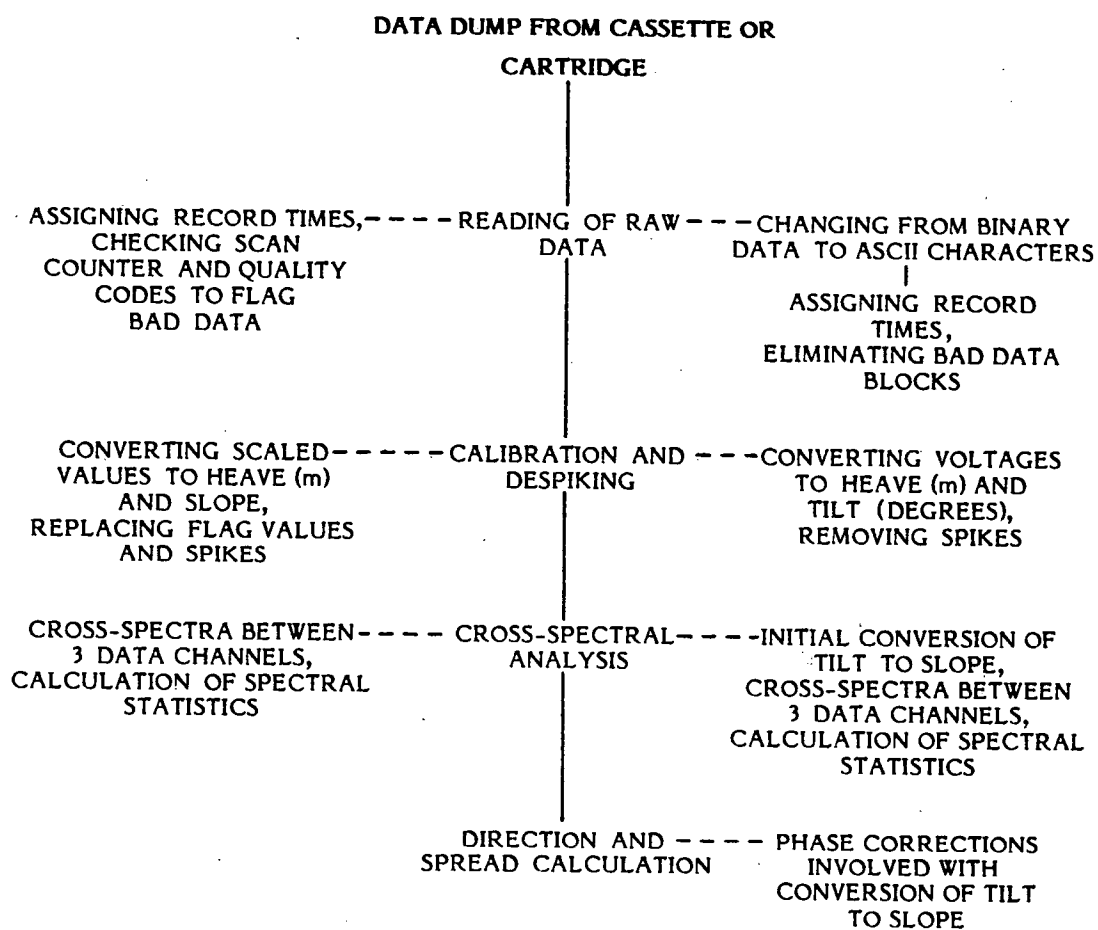 DATA DUMP FROM CASSETTE OR
CARTRIDGE
ASSIGNING RECORD TIMES,
CHECKING SCAN
COUNTER AND QUALITY
CODES TO FLAG
BAD DATA
READING OF RAW
DATA
CHANGING FROM BINARY
DATA TO ASCII CHARACTERS
ASSIGNING RECORD
TIMES,
ELIMINATING BAD DATA
BLOCKS
CONVERTING SCALED
VALUES TO HEAVE (m)
AND SLOPE,
REPLACING FLAG VALUES
AND SPIKES
CALIBRATION AND
DESPIKING
CONVERTING VOLTAGES
TO HEAVE (m) AND
TILT (DEGREES),
REMOVING SPIKES
CROSS-SPECTRA BETWEEN
3 DATA CHANNELS,
CALCULATION OF SPECTRAL
STATISTICS
CROSS-SPECTRAL
ANALYSIS
INITIAL CONVERSION OF
TILT TO SLOPE,
CROSS-SPECTRA BETWEEN
3 DATA CHANNELS,
CALCULATION OF SPECTRAL
STATISTICS
DIRECTION AND
SPREAD CALCULATION
PHASE CORRECTIONS
INVOLVED WITH
CONVERSION OF TILT
TO SLOPE